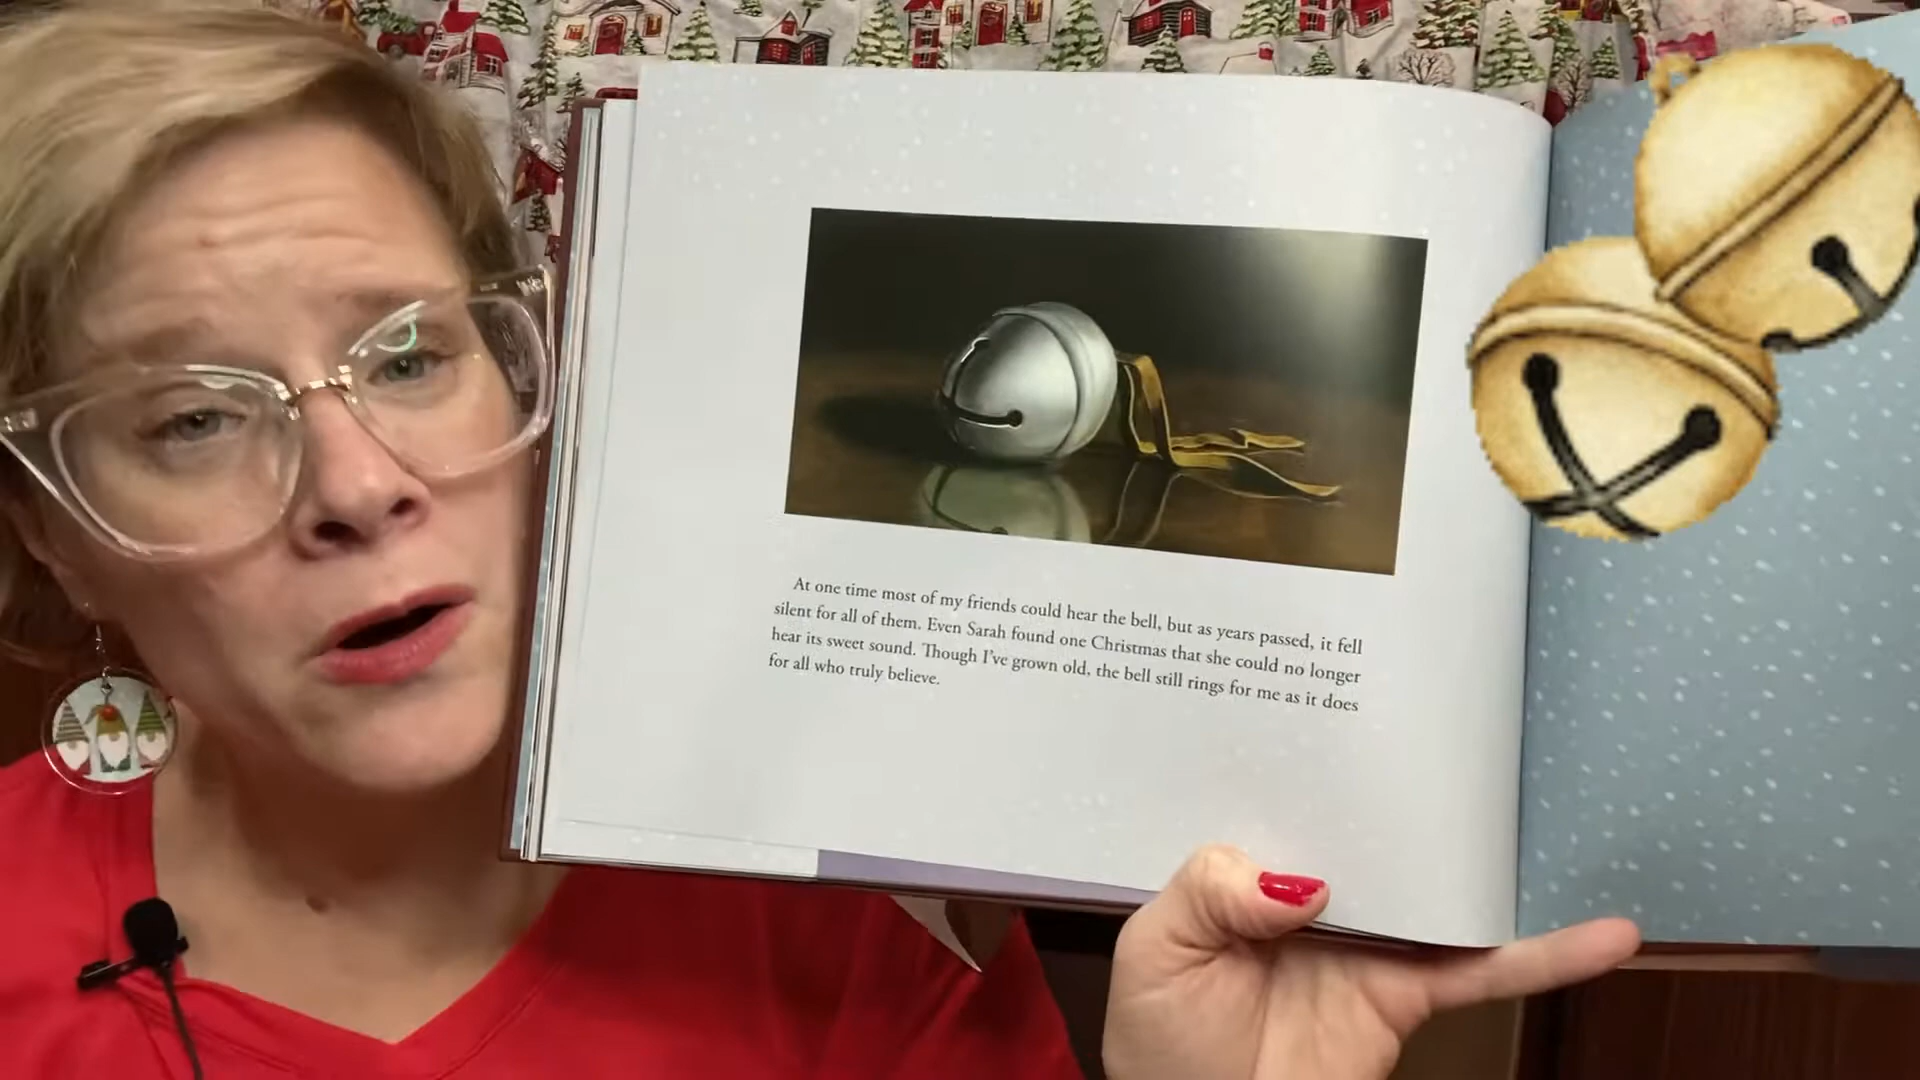 At one time most of my friends could hear the bell, but as years passed, it fell
silent for all of them. Even Sarah found one Christmas that she could no longer
hear its sweet sound. Though I've grown old, the bell still rings for me as it does
for all who truly believe.